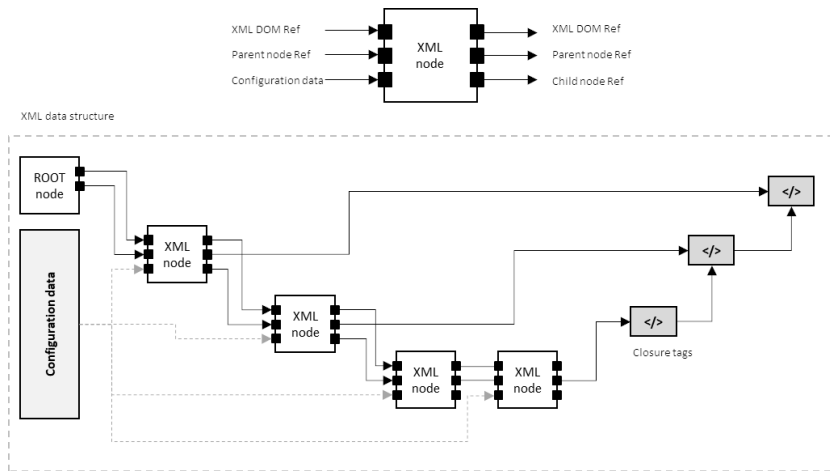 XML DOM Ref
Parent node Ref
Configuration data
XML
node
XML DOM Ref
Parent node Ref
Child node Ref
XML data structure
ROOT
node
Configuration data
XML
node
XML
node
XML
node
XML
node
</>
</>
</>
Closure tags